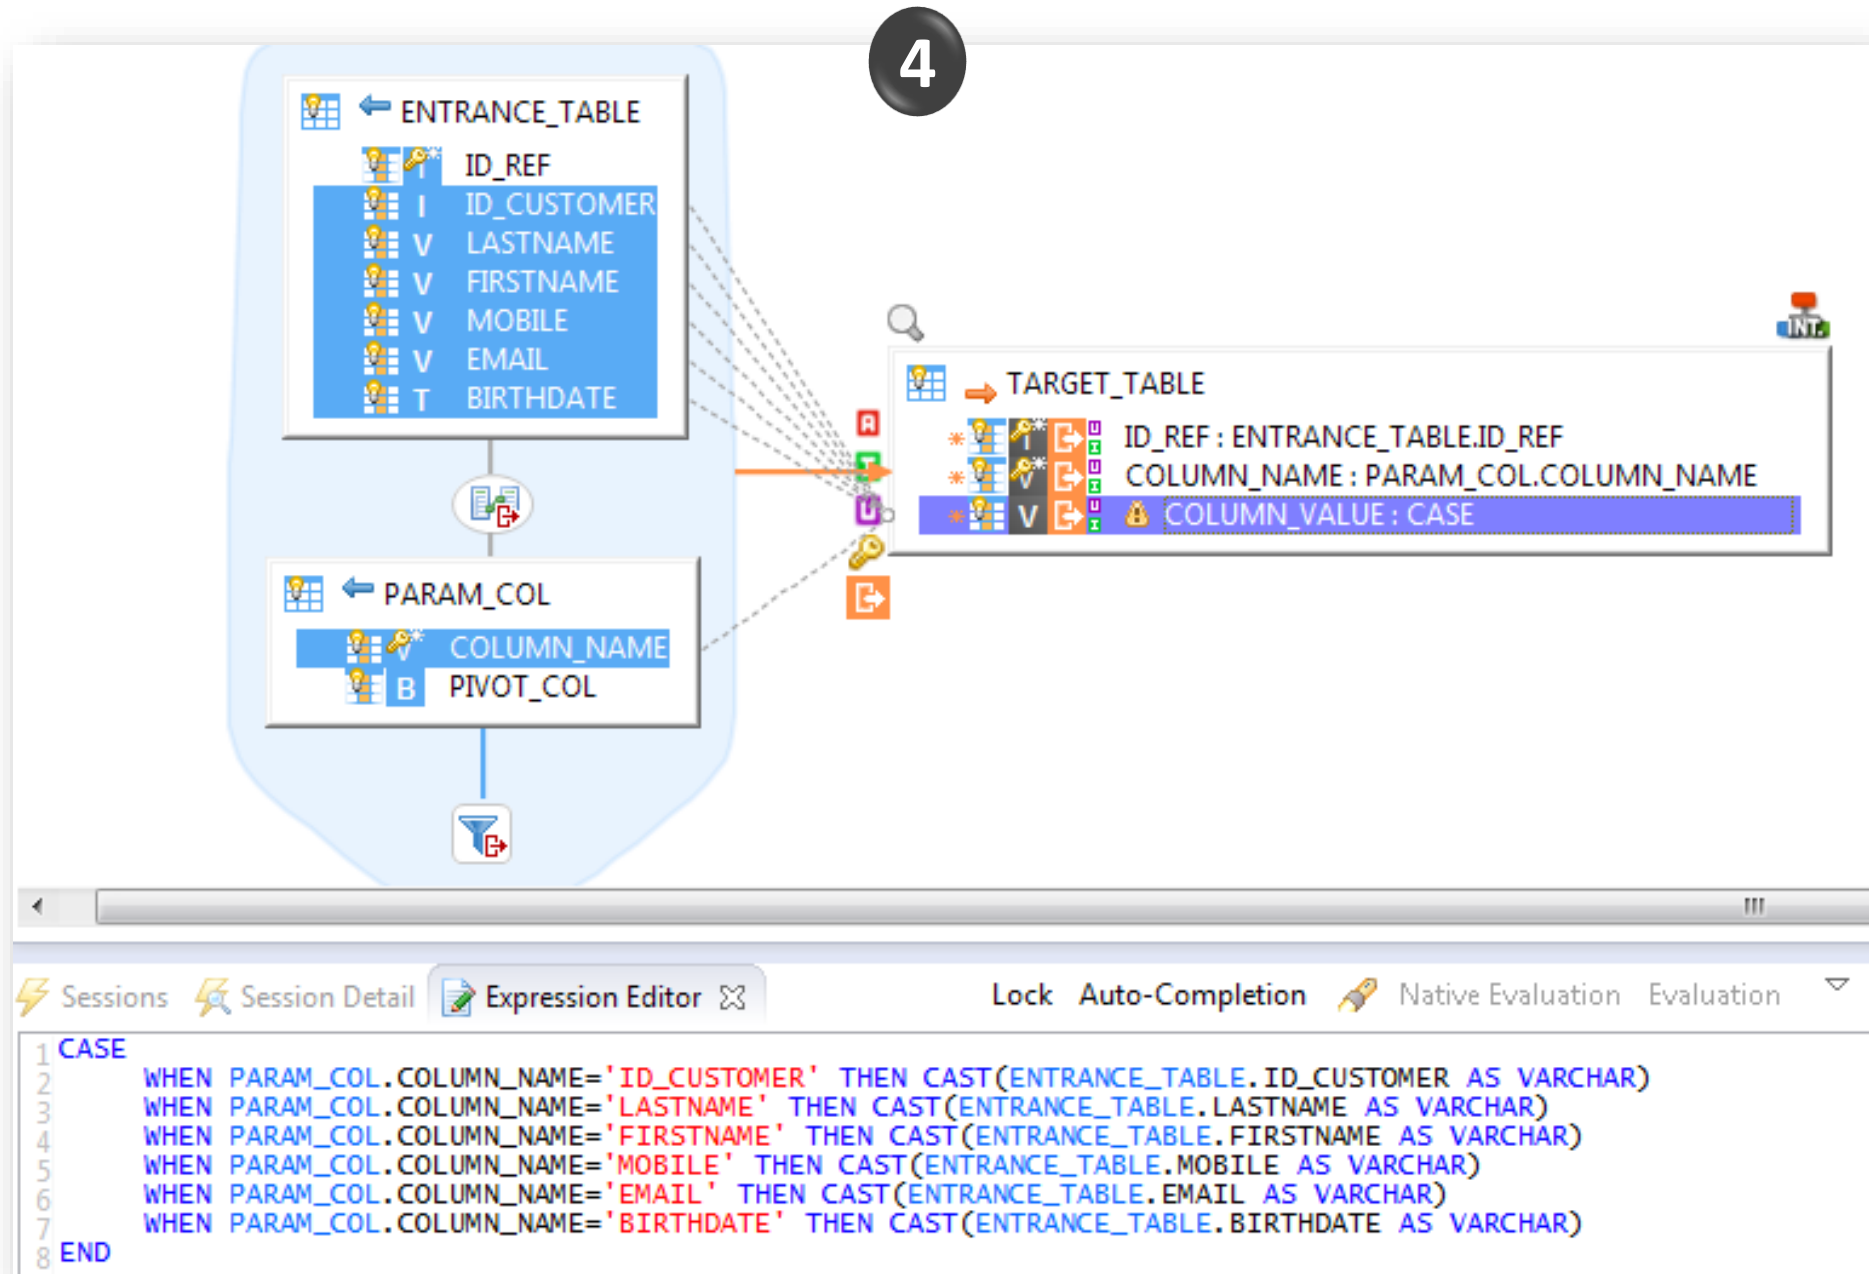 4
ENTRANCE_TABLE
I ID_REF
I ID_CUSTOMER
V LASTNAME
V FIRSTNAME
V MOBILE
V EMAIL
T BIRTHDATE
PARAM_COL
V COLUMN_NAME
B PIVOT_COL
INT.
TARGET_TABLE
A
I
U
I U I ID_REF : ENTRANCE_TABLE.ID_REF
V U I COLUMN_NAME : PARAM_COL.COLUMN_NAME
V U I COLUMN_VALUE : CASE
Sessions Session Detail Expression Editor Lock Auto-Completion Native Evaluation Evaluation
1 CASE
2 WHEN PARAM_COL.COLUMN_NAME='ID_CUSTOMER' THEN CAST(ENTRANCE_TABLE.ID_CUSTOMER AS VARCHAR)
3 WHEN PARAM_COL.COLUMN_NAME='LASTNAME' THEN CAST(ENTRANCE_TABLE.LASTNAME AS VARCHAR)
4 WHEN PARAM_COL.COLUMN_NAME='FIRSTNAME' THEN CAST(ENTRANCE_TABLE.FIRSTNAME AS VARCHAR)
5 WHEN PARAM_COL.COLUMN_NAME='MOBILE' THEN CAST(ENTRANCE_TABLE.MOBILE AS VARCHAR)
6 WHEN PARAM_COL.COLUMN_NAME='EMAIL' THEN CAST(ENTRANCE_TABLE.EMAIL AS VARCHAR)
7 WHEN PARAM_COL.COLUMN_NAME='BIRTHDATE' THEN CAST(ENTRANCE_TABLE.BIRTHDATE AS VARCHAR)
8 END